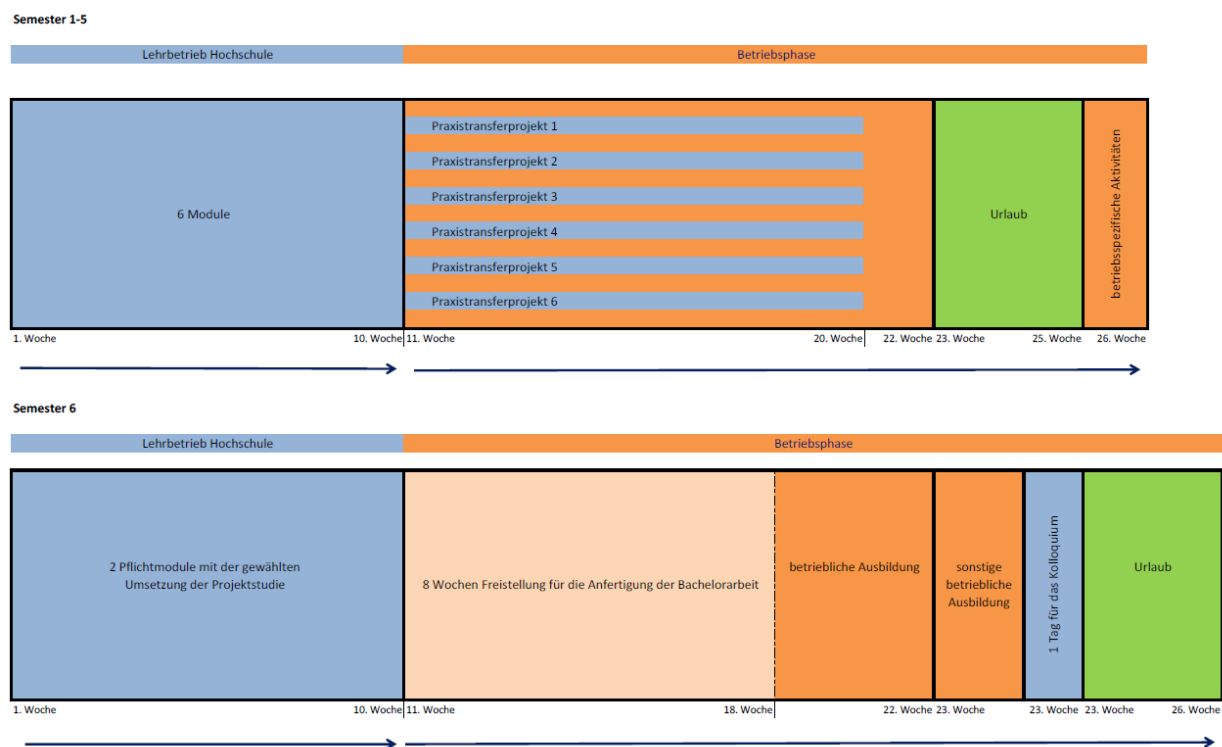 Semester 1-5
Lehrbetrieb Hochschule
Betriebsphase
6 Module
Praxistransferprojekt 1
Praxistransferprojekt 2
Praxistransferprojekt 3
Praxistransferprojekt 4
Praxistransferprojekt 5
Praxistransferprojekt 6
Urlaub
betriebsspezifische Aktivitäten
1. Woche
10. Woche
11. Woche
20. Woche
22. Woche
23. Woche
25. Woche
26. Woche
Semester 6
Lehrbetrieb Hochschule
Betriebsphase
2 Pflichtmodule mit der gewählten
Umsetzung der Projektstudie
8 Wochen Freistellung für die Anfertigung der Bachelorarbeit
betriebliche Ausbildung
sonstige
betriebliche
Ausbildung
1 Tag für das Kolloquium
Urlaub
1. Woche
10. Woche
11. Woche
18. Woche
22. Woche
23. Woche
23. Woche
23. Woche
26. Woche